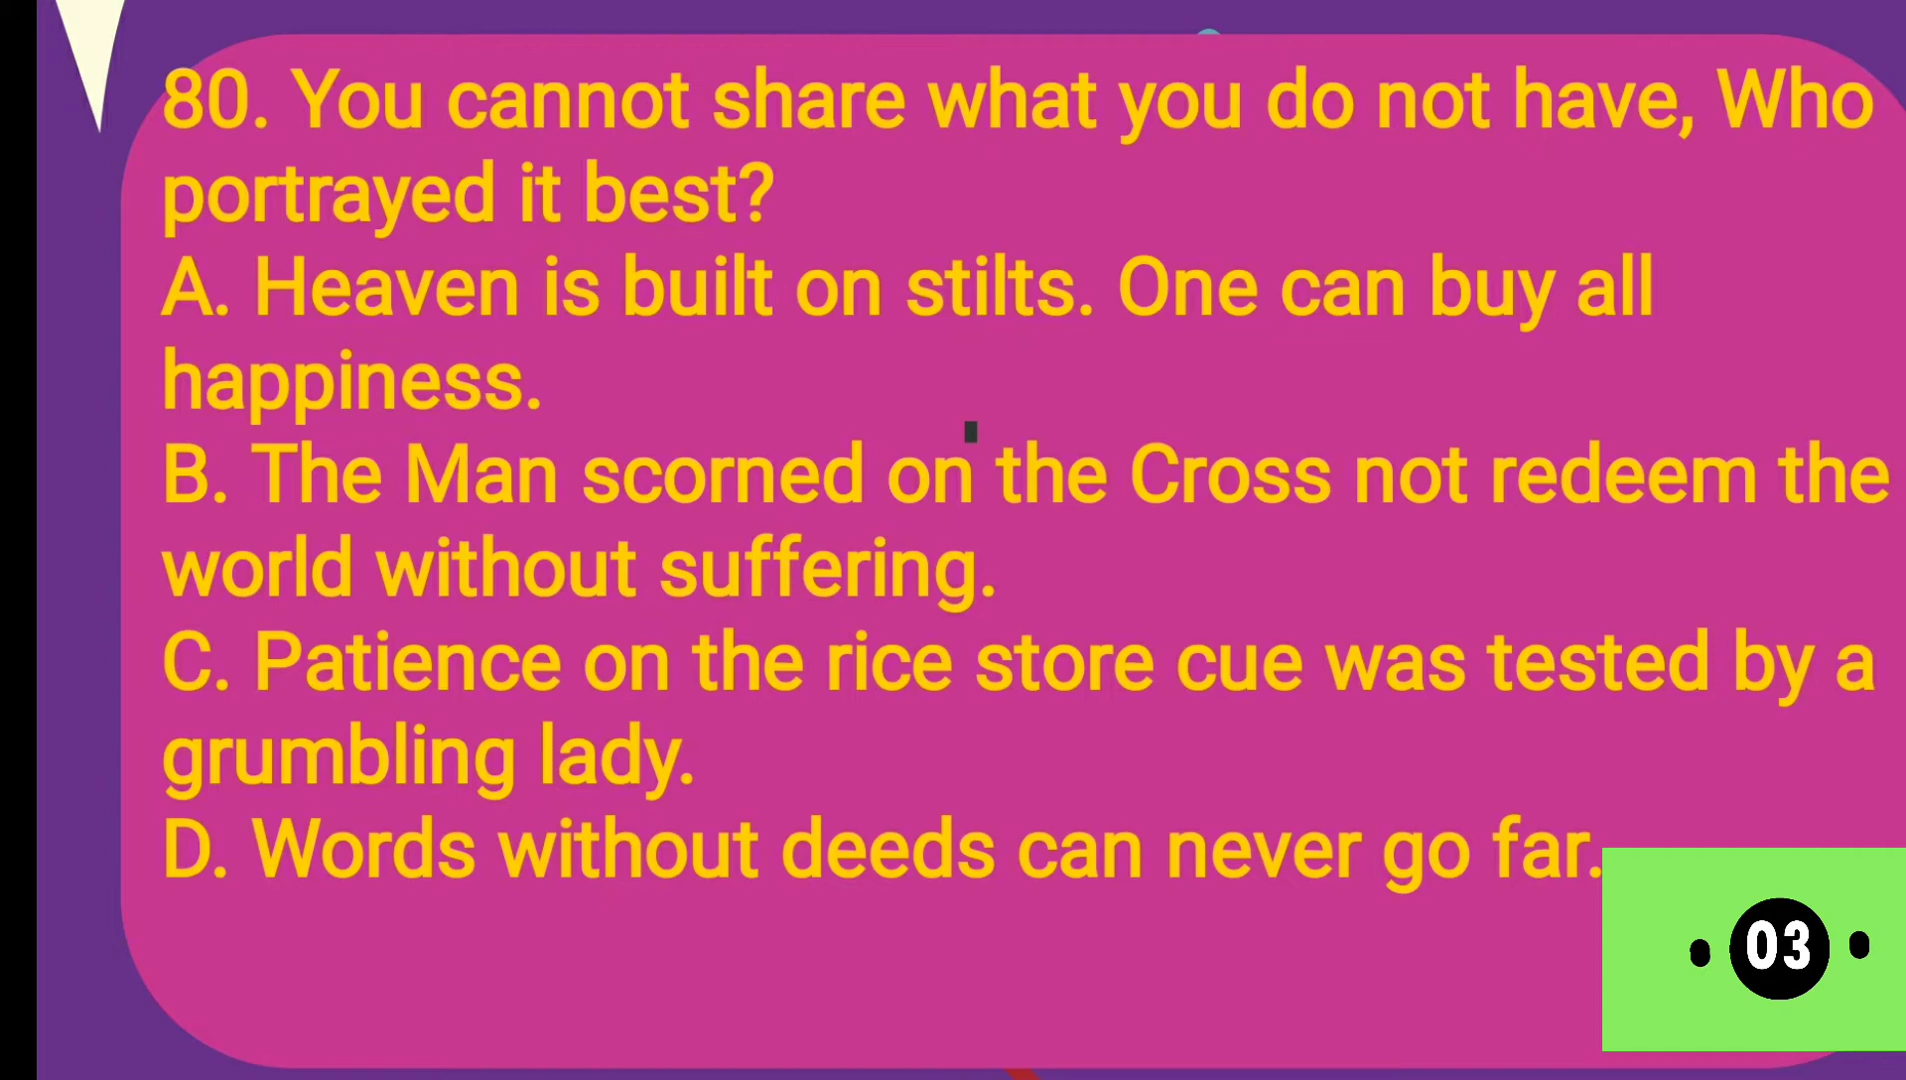 80. You cannot share what you do not have, Who
portrayed it best?
A. Heaven is built on stilts. One can buy all
happiness.
B. The Man scorned on the Cross not redeem the
world without suffering.
C. Patience on the rice store cue was tested by a
grumbling lady.
D. Words without deeds can never go far.
03